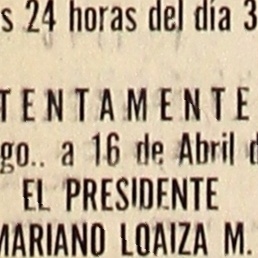 s 24 horas del día 3
TENTAMENTE
go.. a 16 de Abril d
EL PRESIDENTE
MARIANO LOAIZA M.